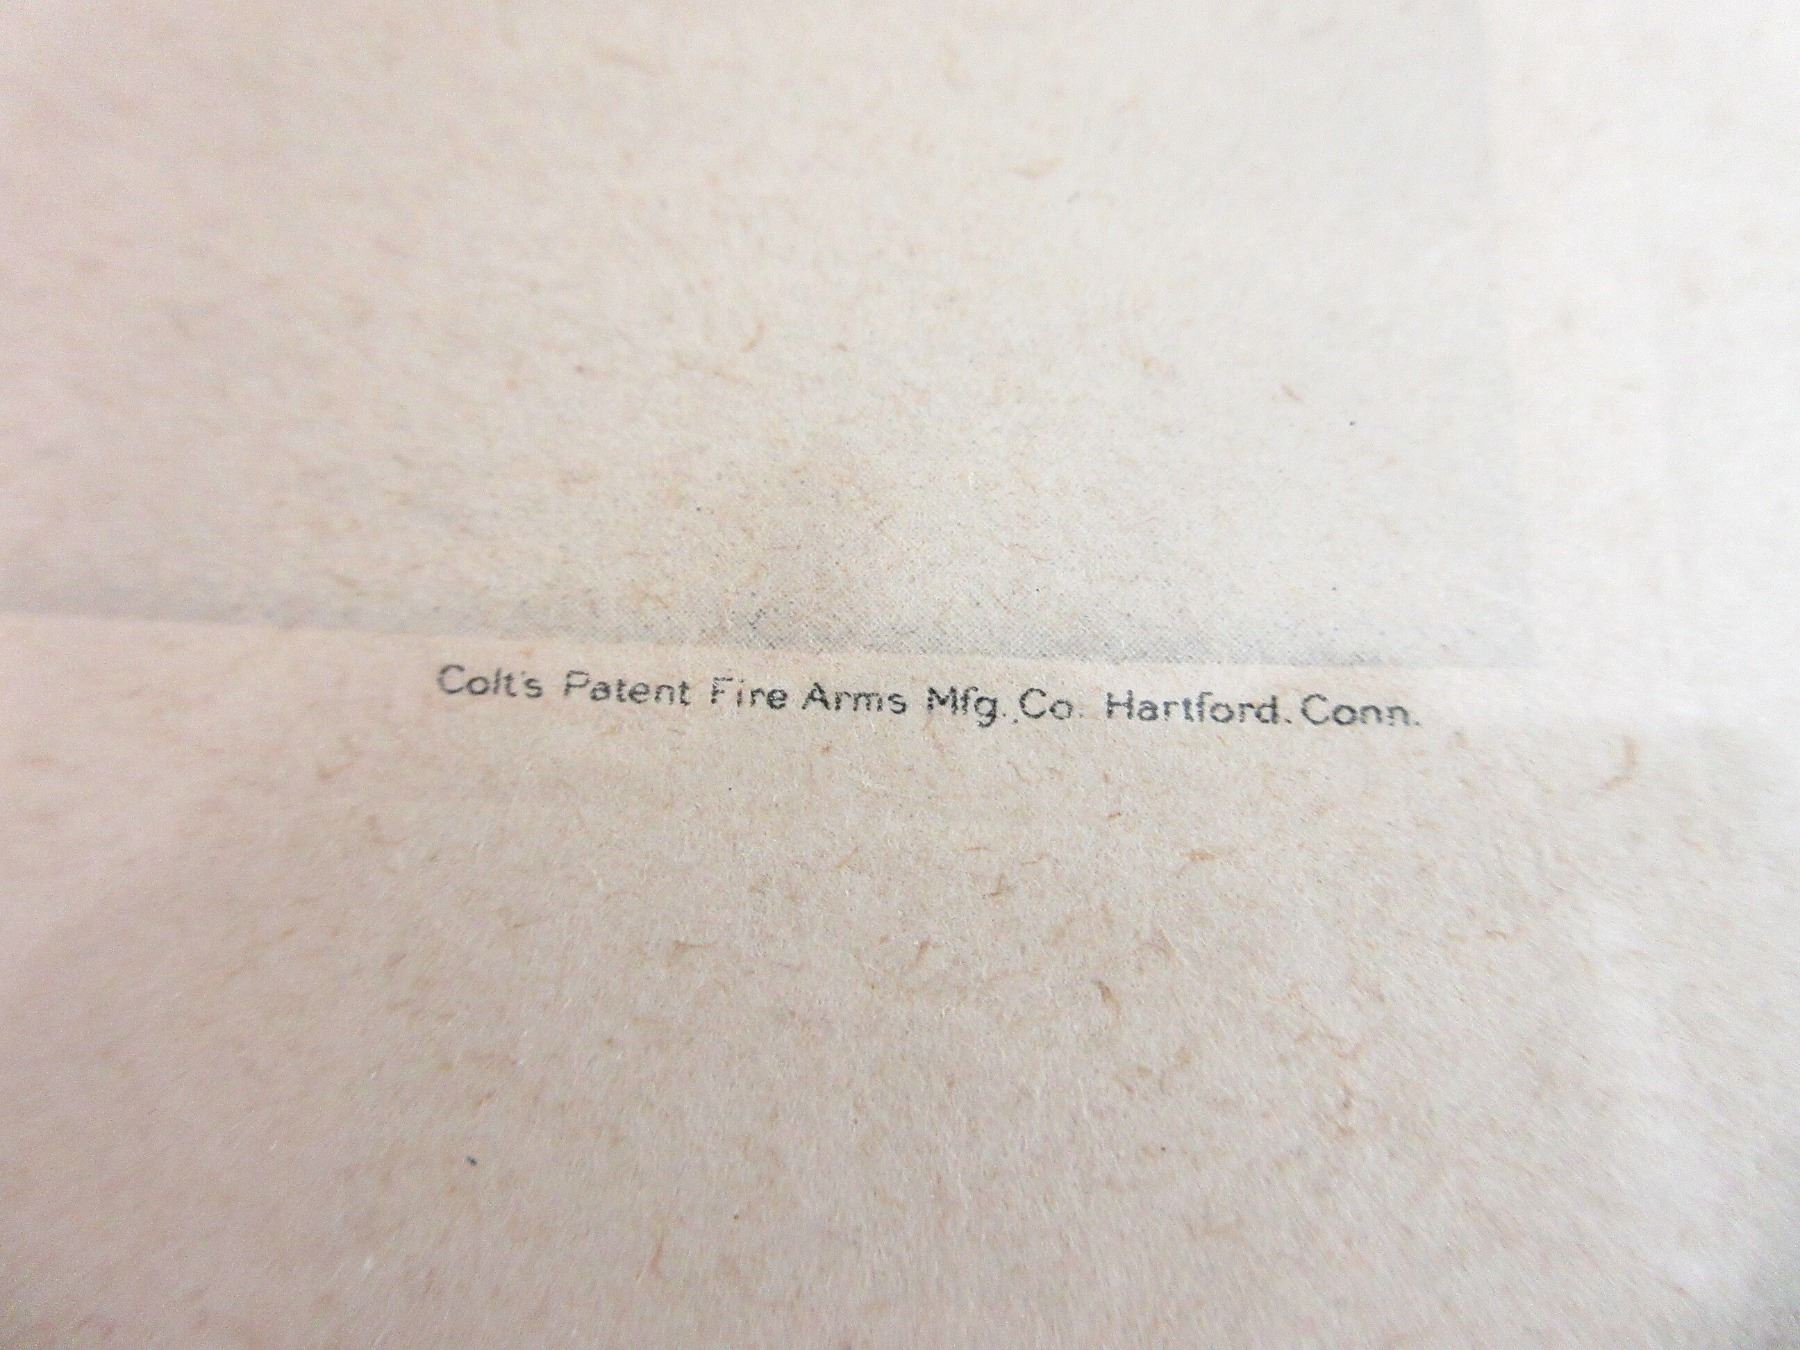 Colt's Patent Fire Arms Mfg. Co. Hartford. Conn.